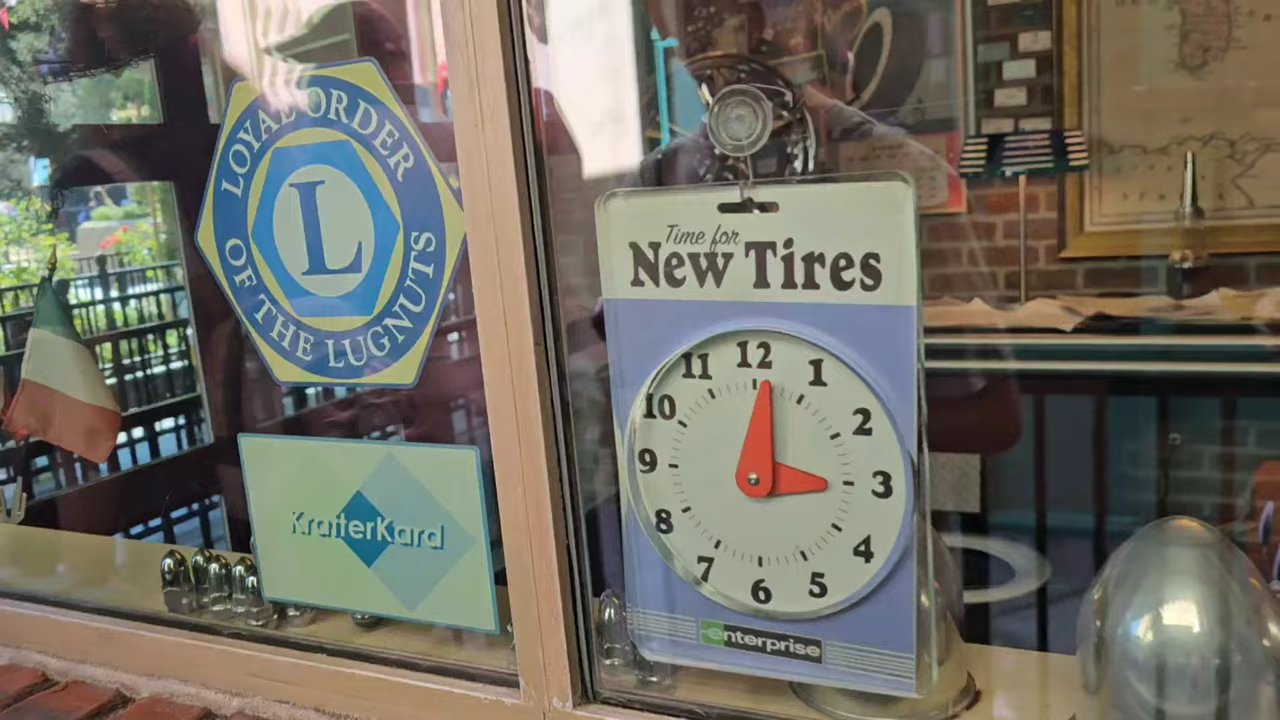 LOYAL ORDER
OF THE LUGNUTS
L
KratterKard
Time for
New Tires
12
1
2
3
4
5
6
7
8
9
10
11
enterprise